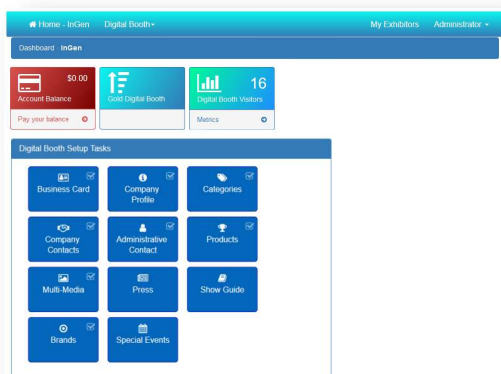 Home - InGen Digital Booth My Exhibitors Administrator
Dashboard InGen
$0.00
Account Balance
Pay your balance
Gold Digital Booth
16
Digital Booth Visitors
Metrics
Digital Booth Setup Tasks
Business Card
Company
Profile
Categories
Company
Contacts
Administrative
Contact
Products
Multi-Media
Press
Show Guide
Brands
Special Events